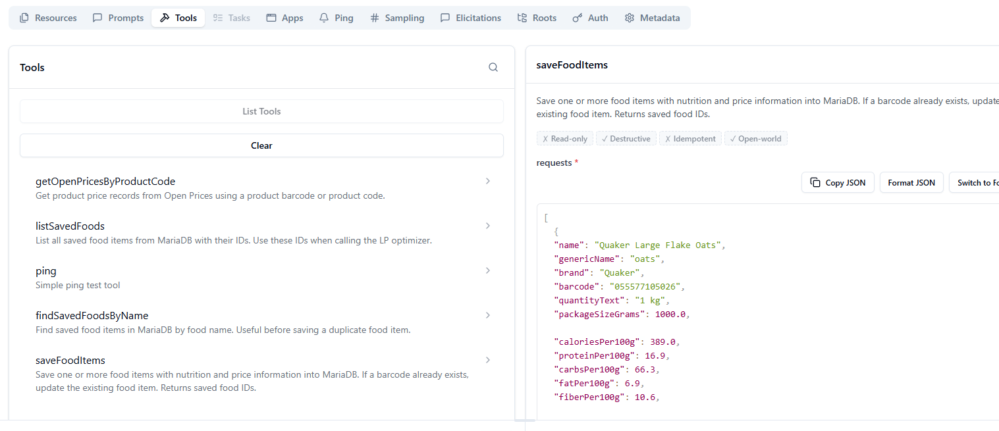 Resources Prompts Tools Tasks Apps Ping Sampling Elicitations Roots Auth Metadata
Tools
List Tools
Clear
getOpenPricesByProductCode
Get product price records from Open Prices using a product barcode or product code.
listSavedFoods
List all saved food items from MariaDB with their IDs. Use these IDs when calling the LP optimizer.
ping
Simple ping test tool
findSavedFoodsByName
Find saved food items in MariaDB by food name. Useful before saving a duplicate food item.
saveFoodItems
Save one or more food items with nutrition and price information into MariaDB. If a barcode already exists,
update the existing food item. Returns saved food IDs.
saveFoodItems
Save one or more food items with nutrition and price information into MariaDB. If a barcode already exists, update
existing food item. Returns saved food IDs.
✗ Read-only ✓ Destructive ✗ Idempotent ✓ Open-world
requests *
Copy JSON Format JSON Switch to Fo
[
{
"name": "Quaker Large Flake Oats",
"genericName": "oats",
"brand": "Quaker",
"barcode": "055577105026",
"quantityText": "1 kg",
"packageSizeGrams": 1000.0,
"caloriesPer100g": 389.0,
"proteinPer100g": 16.9,
"carbsPer100g": 66.3,
"fatPer100g": 6.9,
"fiberPer100g": 10.6,